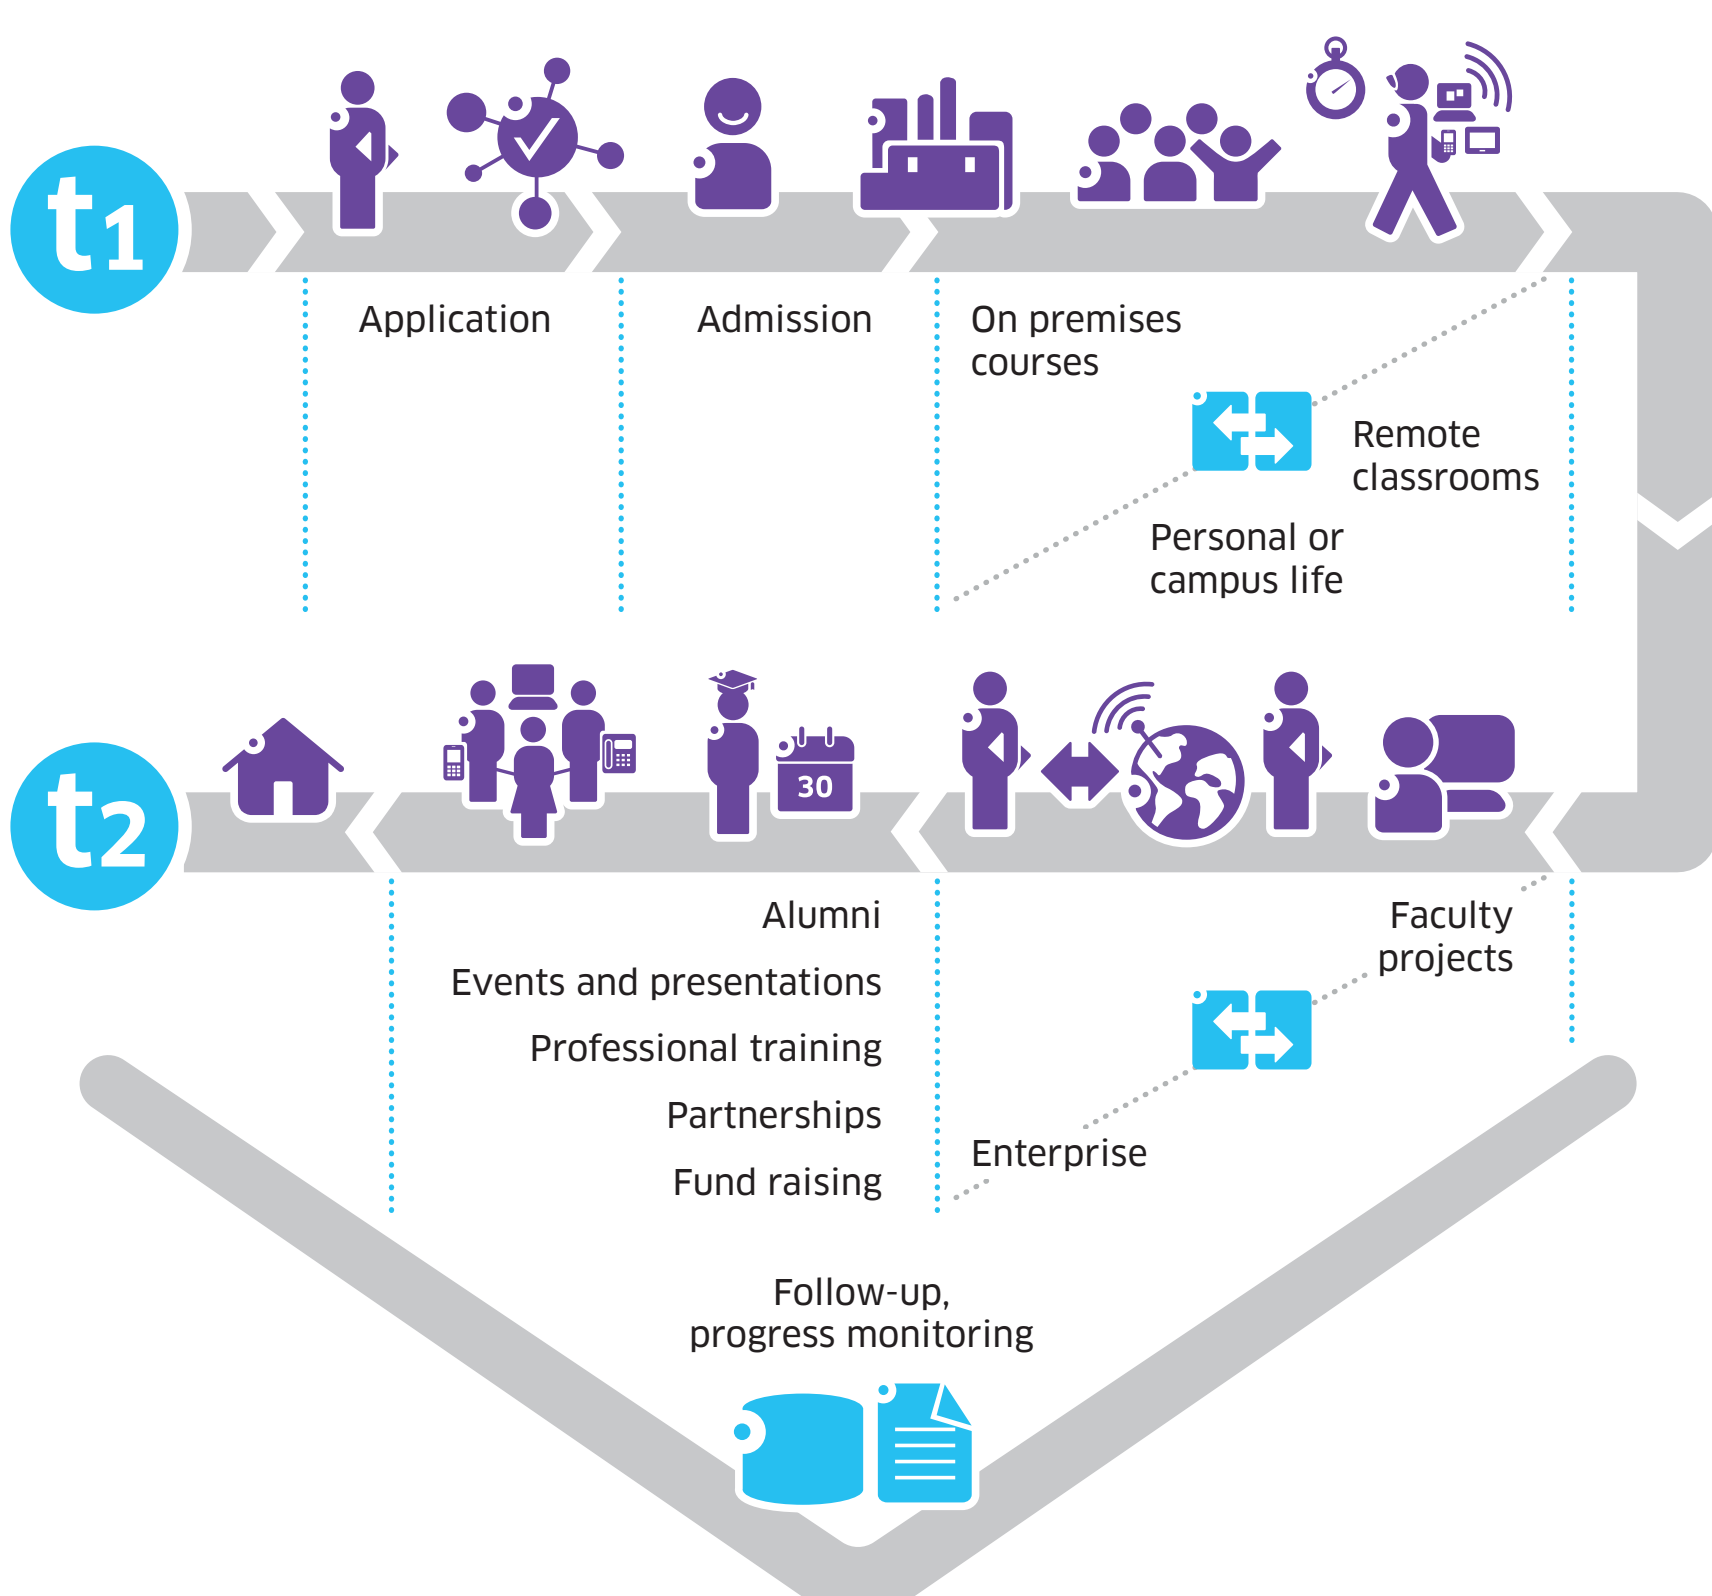 t1
Application
Admission
On premises
courses
Remote
classrooms
Personal or
campus life
30
t2
Alumni
Events and presentations
Professional training
Partnerships
Fund raising
Faculty
projects
Enterprise
Follow-up,
progress monitoring